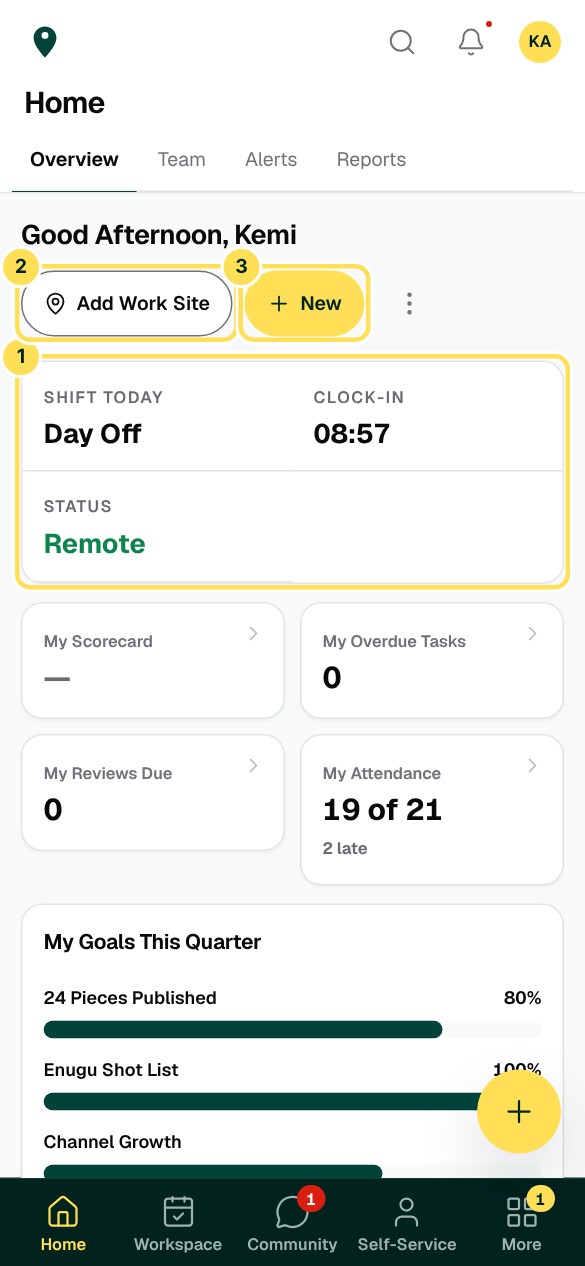 KA
Home
Overview Team Alerts Reports
Good Afternoon, Kemi
2 3
Add Work Site + New
1
SHIFT TODAY CLOCK-IN
Day Off 08:57
STATUS
Remote
My Scorecard My Overdue Tasks
— 0
My Reviews Due My Attendance
0 19 of 21
2 late
My Goals This Quarter
24 Pieces Published 80%
Enugu Shot List 100%
Channel Growth
+
1 1
Home Workspace Community Self-Service More